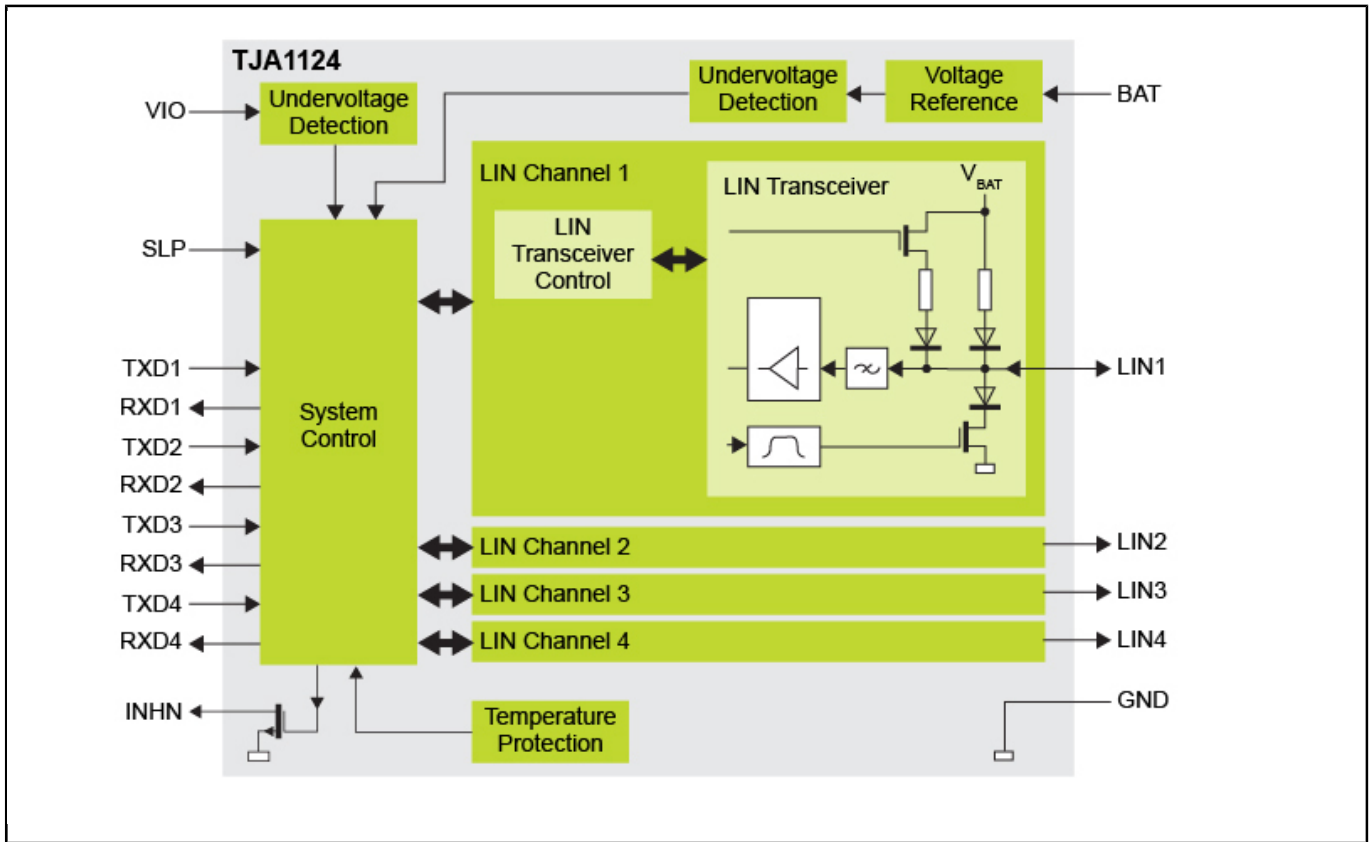 TJA1124
VIO
Undervoltage
Detection
Undervoltage
Detection
Voltage
Reference
BAT
SLP
TXD1
RXD1
TXD2
RXD2
TXD3
RXD3
TXD4
RXD4
INHN
System
Control
LIN Channel 1
LIN
Transceiver
Control
LIN Transceiver
VBAT
LIN1
LIN Channel 2
LIN2
LIN Channel 3
LIN3
LIN Channel 4
LIN4
Temperature
Protection
GND